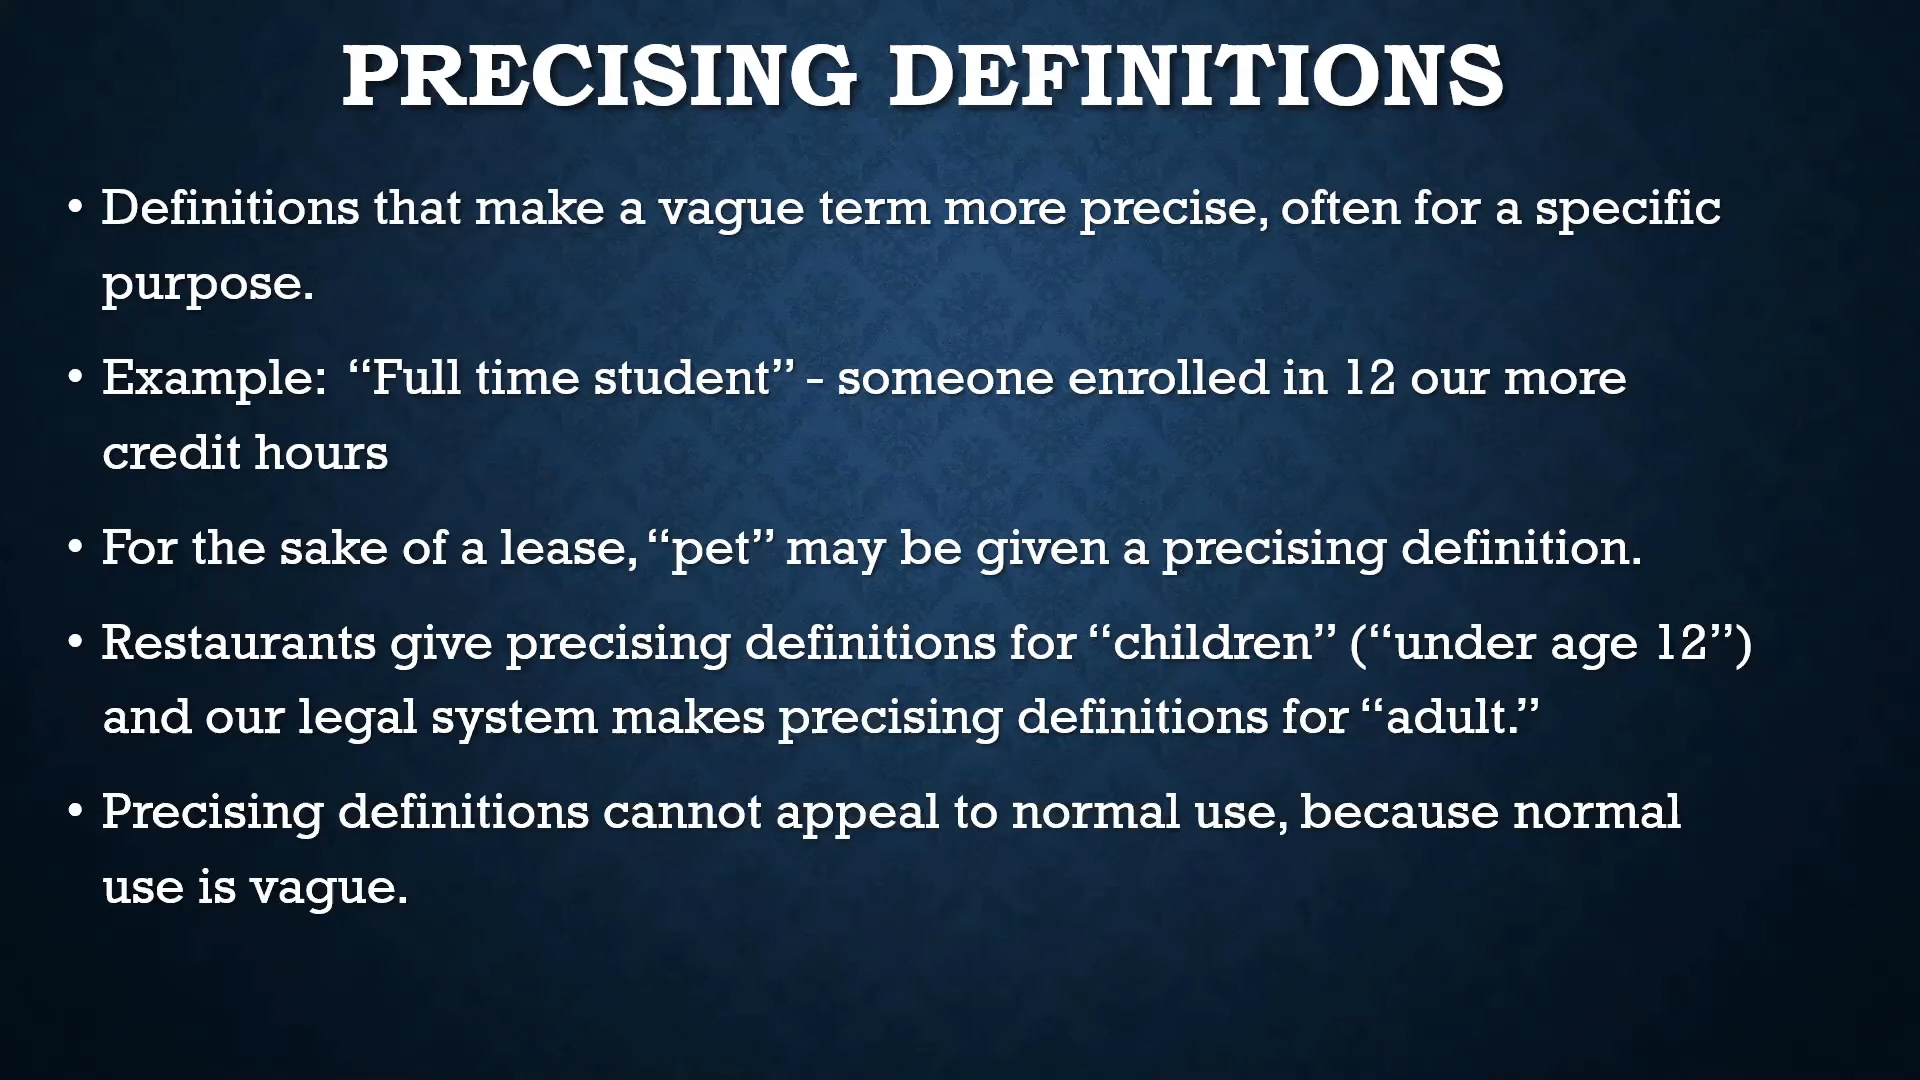 PRECISING DEFINITIONS
• Definitions that make a vague term more precise, often for a specific
purpose.
• Example:  “Full time student” - someone enrolled in 12 our more
credit hours
• For the sake of a lease, “pet” may be given a precising definition.
• Restaurants give precising definitions for “children” (“under age 12”)
and our legal system makes precising definitions for “adult.”
• Precising definitions cannot appeal to normal use, because normal
use is vague.